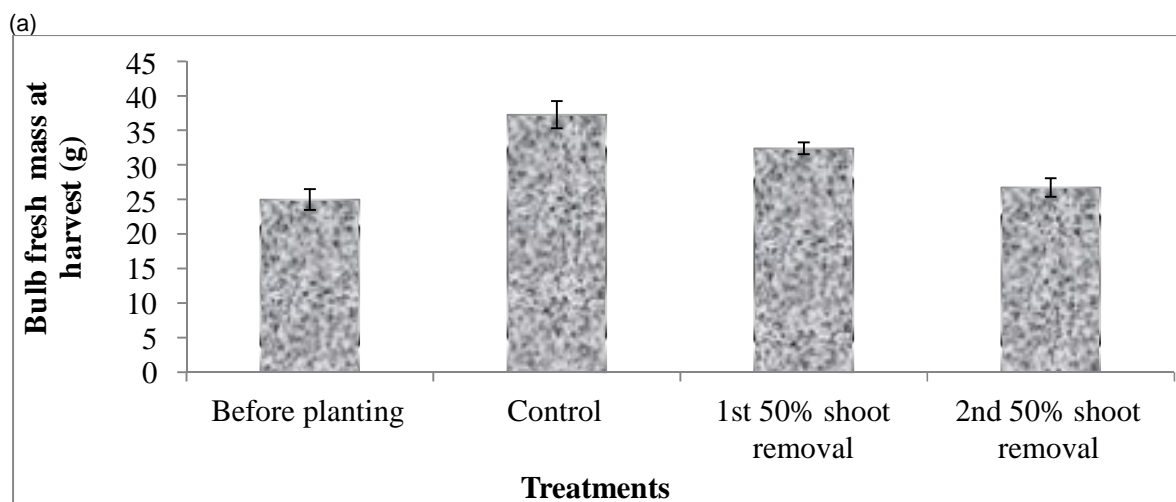 (a)
Bulb fresh mass at
harvest (g)
45
40
35
30
25
20
15
10
5
0
Before planting
Control
1st 50% shoot
removal
2nd 50% shoot
removal
Treatments